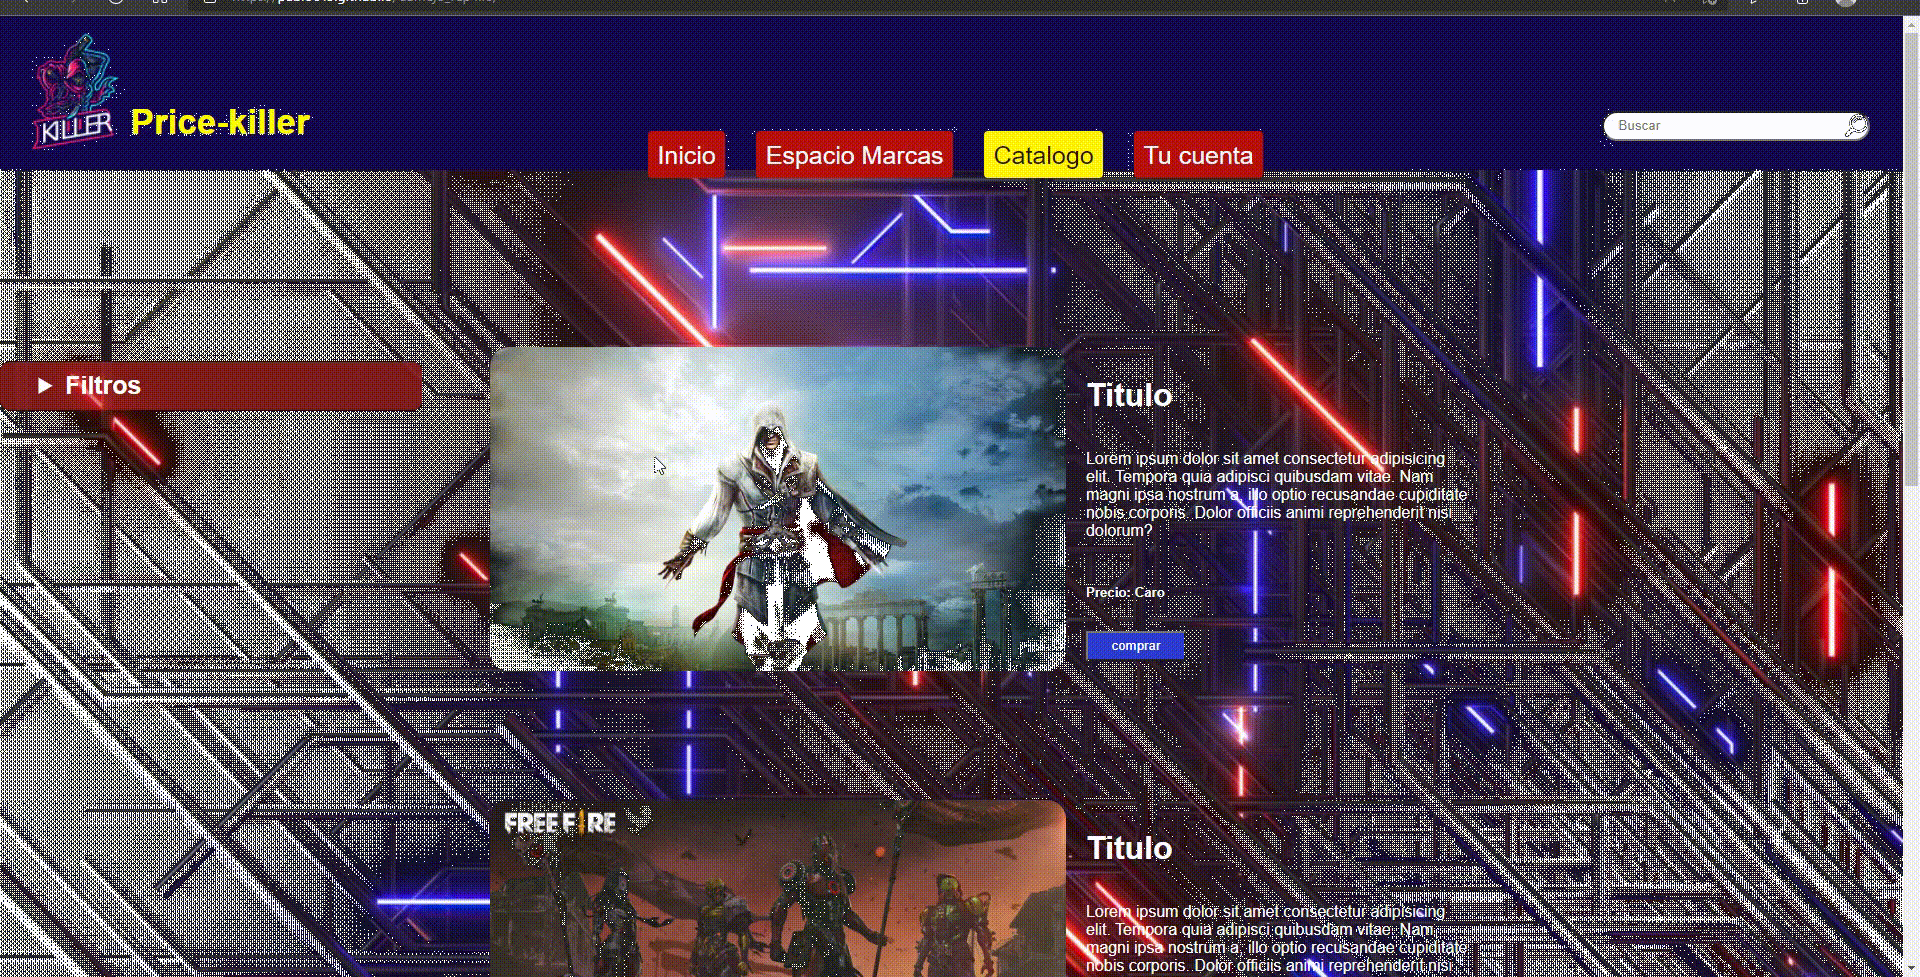 KILLER
Price-killer
Inicio
Espacio Marcas
Catalogo
Tu cuenta
Buscar
Filtros
Titulo
Lorem ipsum dolor sit amet consectetur adipisicing
elit. Tempora quia adipisci quibusdam vitae. Nam
magni ipsa nostrum a, illo optio recusandae cupiditate
nobis corporis. Dolor officiis animi reprehenderit nisi
dolorum?
Precio: Caro
comprar
FREE FIRE
Titulo
Lorem ipsum dolor sit amet consectetur adipisicing
elit. Tempora quia adipisci quibusdam vitae. Nam
magni ipsa nostrum a, illo optio recusandae cupiditate
nobis corporis. Dolor officiis animi reprehenderit nisi